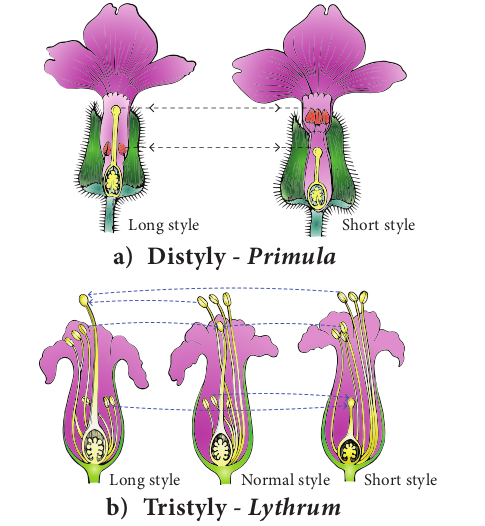 Long style
Short style
a) Distyly - Primula
Long style
Normal style
Short style
b) Tristyly - Lythrum